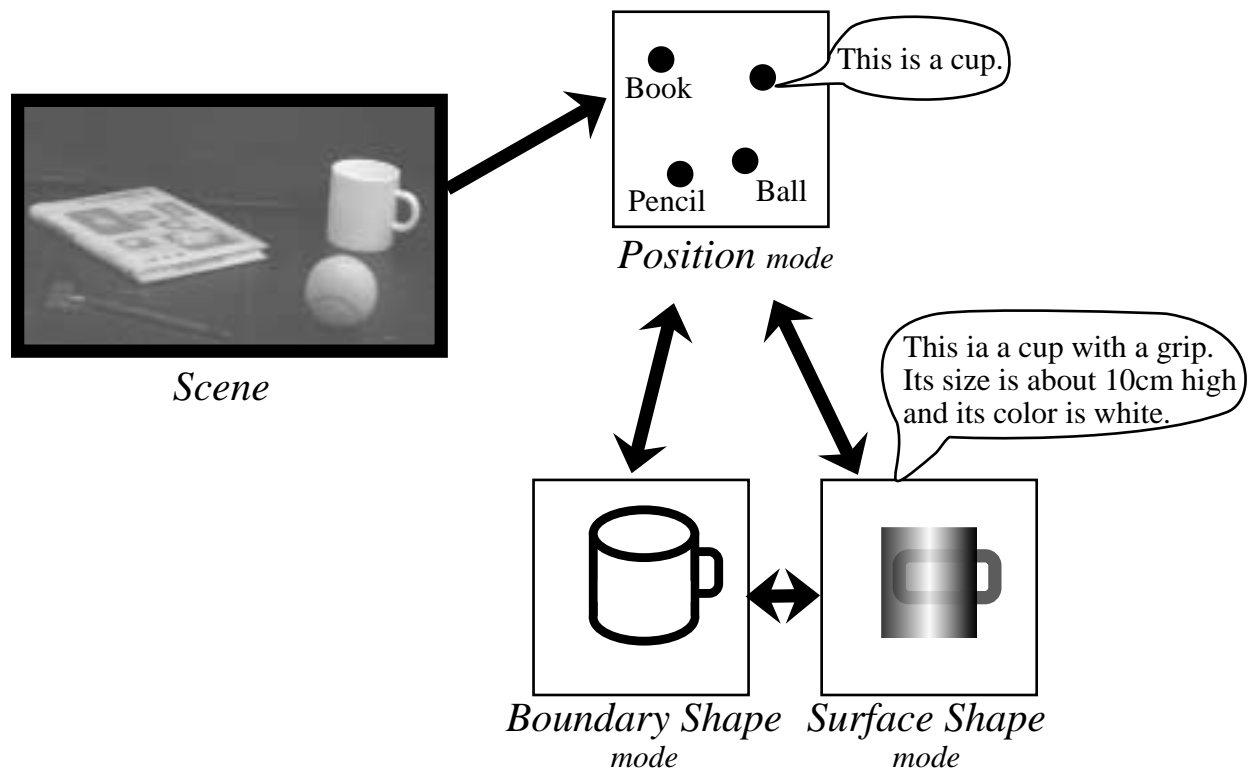 This is a cup.
Book
Pencil
Ball
Position mode
Scene
This ia a cup with a grip.
Its size is about 10cm high
and its color is white.
Boundary Shape
mode
Surface Shape
mode